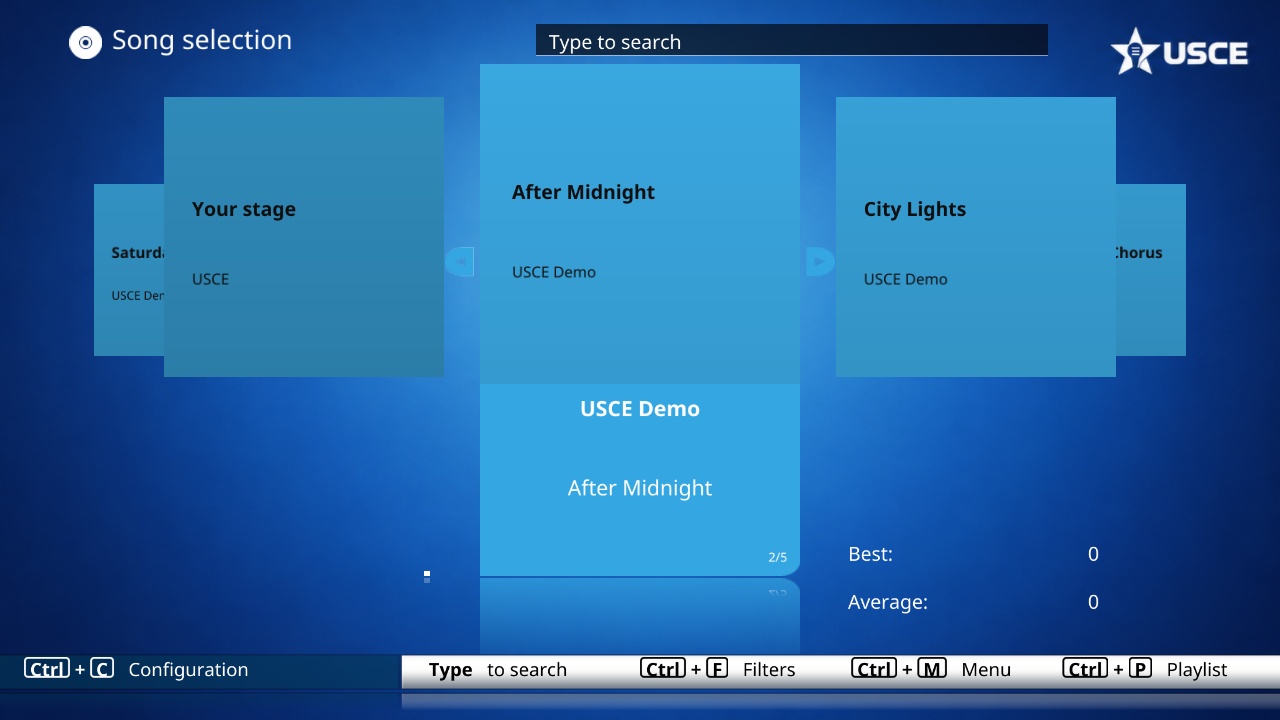 Song selection
Type to search
USCE
Your stage
USCE
After Midnight
USCE Demo
City Lights
USCE Demo
Chorus
USCE Demo
After Midnight
2/5
Best: 0
Average: 0
Ctrl + C Configuration
Type to search
Ctrl + F Filters
Ctrl + M Menu
Ctrl + P Playlist